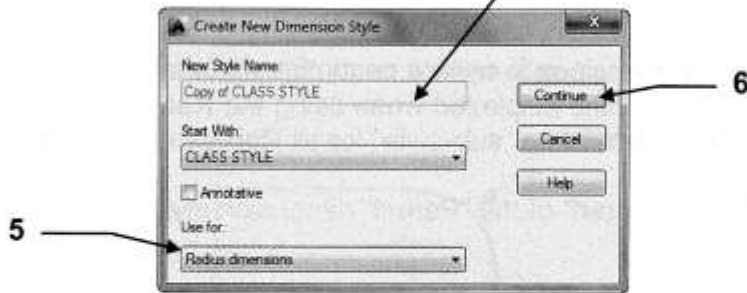 Create New Dimension Style
New Style Name:
Copy of CLASS STYLE
Continue
6
Start With:
CLASS STYLE
Cancel
Annotative
Help
Use for:
5
Radius dimensions